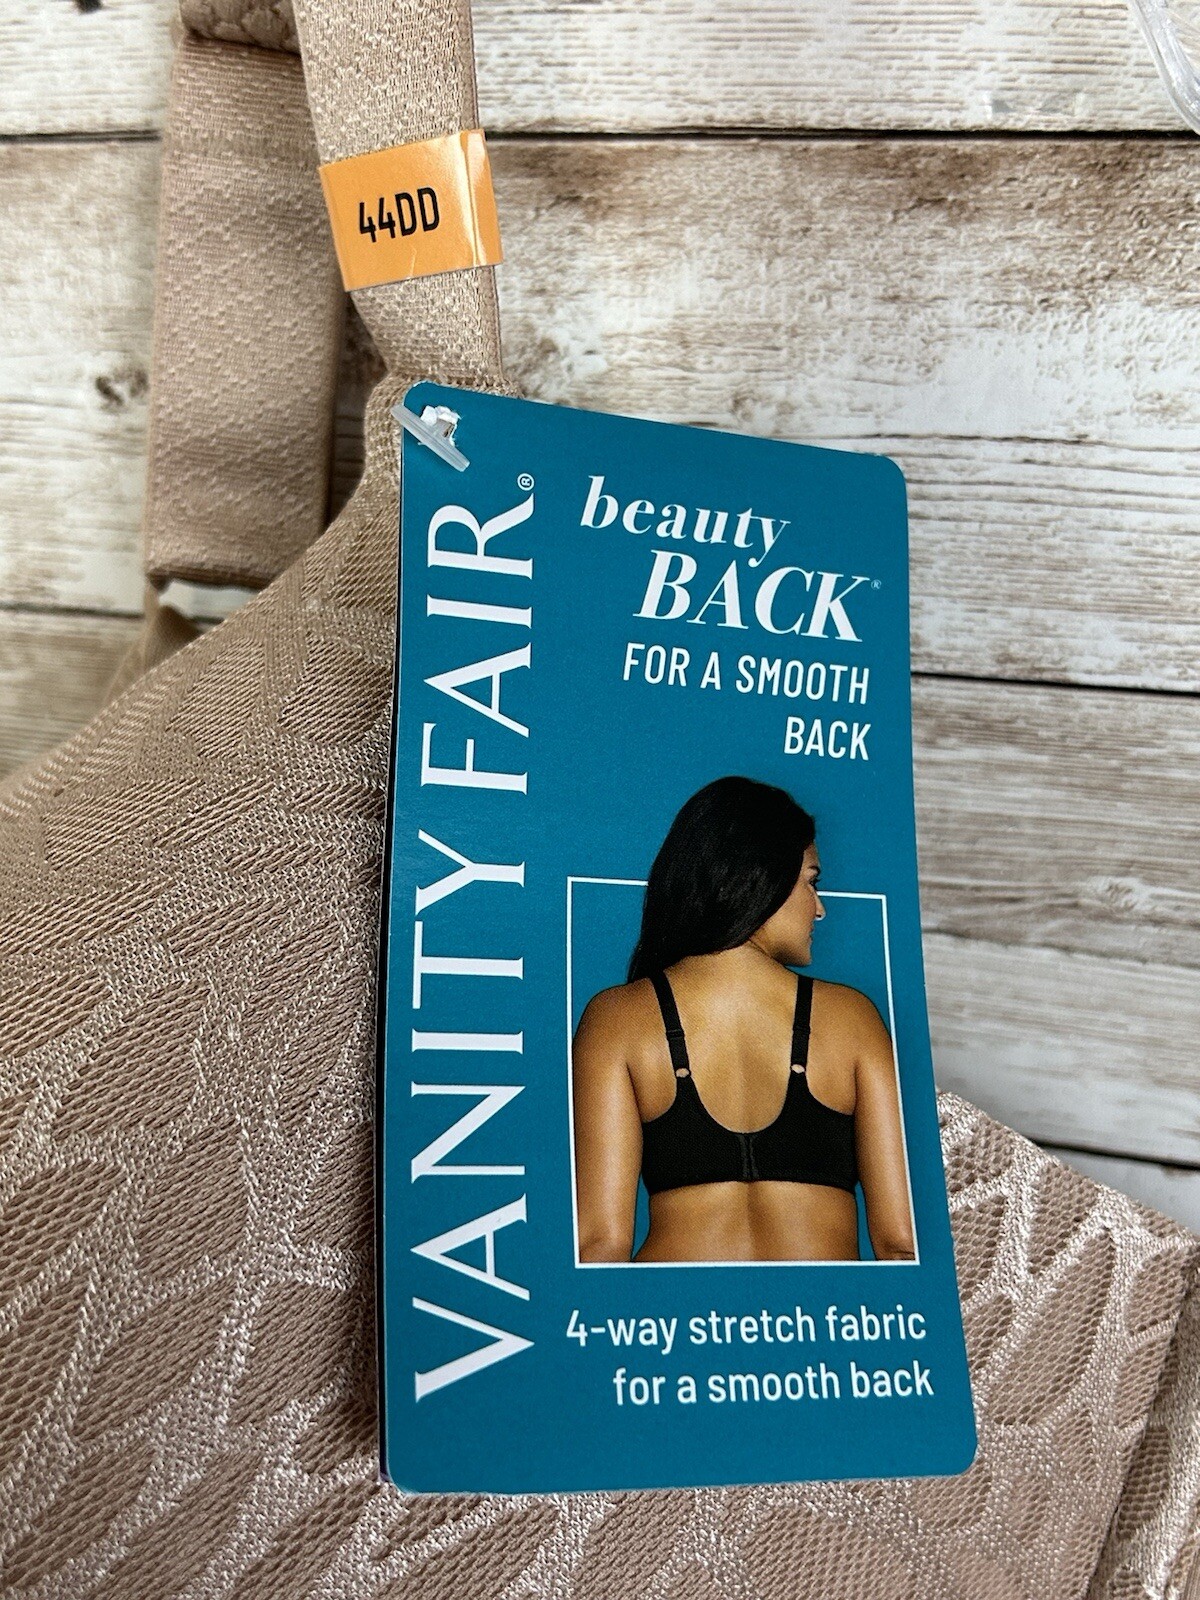 44DD
VANITY FAIR®
beauty
BACK®
FOR A SMOOTH
BACK
4-way stretch fabric
for a smooth back